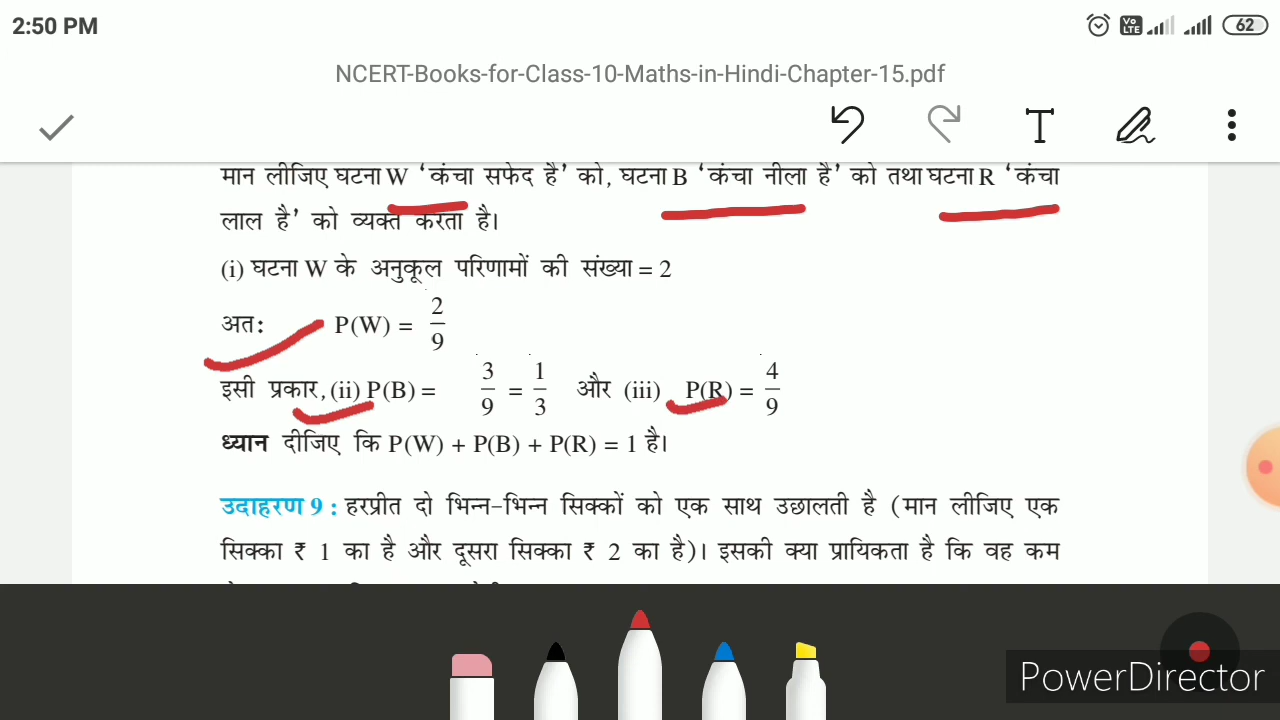 2:50 PM
Vo LTE
62
NCERT-Books-for-Class-10-Maths-in-Hindi-Chapter-15.pdf
T
मान लीजिए घटना W ‘कंचा सफेद है’ को, घटना B ‘कंचा नीला है’ को तथा घटना R ‘कंचा
लाल है’ को व्यक्त करता है।
(i) घटना W के अनुकूल परिणामों की संख्या = 2
अत: P(W) = 2/9
इसी प्रकार, (ii) P(B) = 3/9 = 1/3 और (iii) P(R) = 4/9
ध्यान दीजिए कि P(W) + P(B) + P(R) = 1 है।
उदाहरण 9 : हरप्रीत दो भिन्न-भिन्न सिक्कों को एक साथ उछालती है (मान लीजिए एक
सिक्का ₹ 1 का है और दूसरा सिक्का ₹ 2 का है)। इसकी क्या प्रायिकता है कि वह कम
PowerDirector